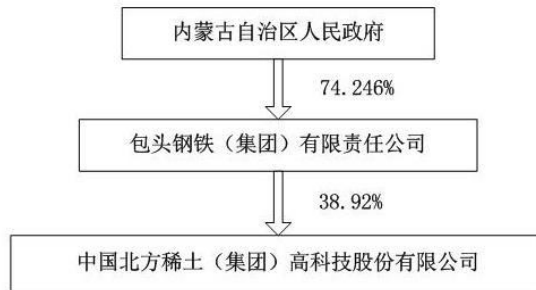 内蒙古自治区人民政府
74.246%
包头钢铁（集团）有限责任公司
38.92%
中国北方稀土（集团）高科技股份有限公司